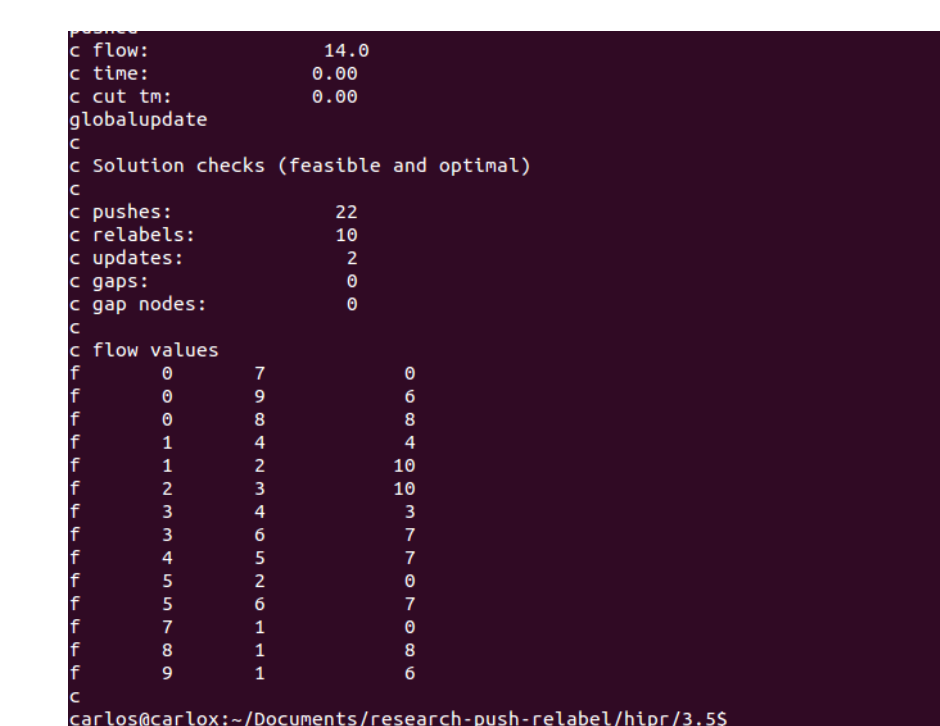 pushed
c flow: 14.0
c time: 0.00
c cut tm: 0.00
globalupdate
c
c Solution checks (feasible and optimal)
c
c pushes: 22
c relabels: 10
c updates: 2
c gaps: 0
c gap nodes: 0
c
c flow values
f 0 7 0
f 0 9 6
f 0 8 8
f 1 4 4
f 1 2 10
f 2 3 10
f 3 4 3
f 3 6 7
f 4 5 7
f 5 2 0
f 5 6 7
f 7 1 0
f 8 1 8
f 9 1 6
c
carlos@carlox:~/Documents/research-push-relabel/hipr/3.5$